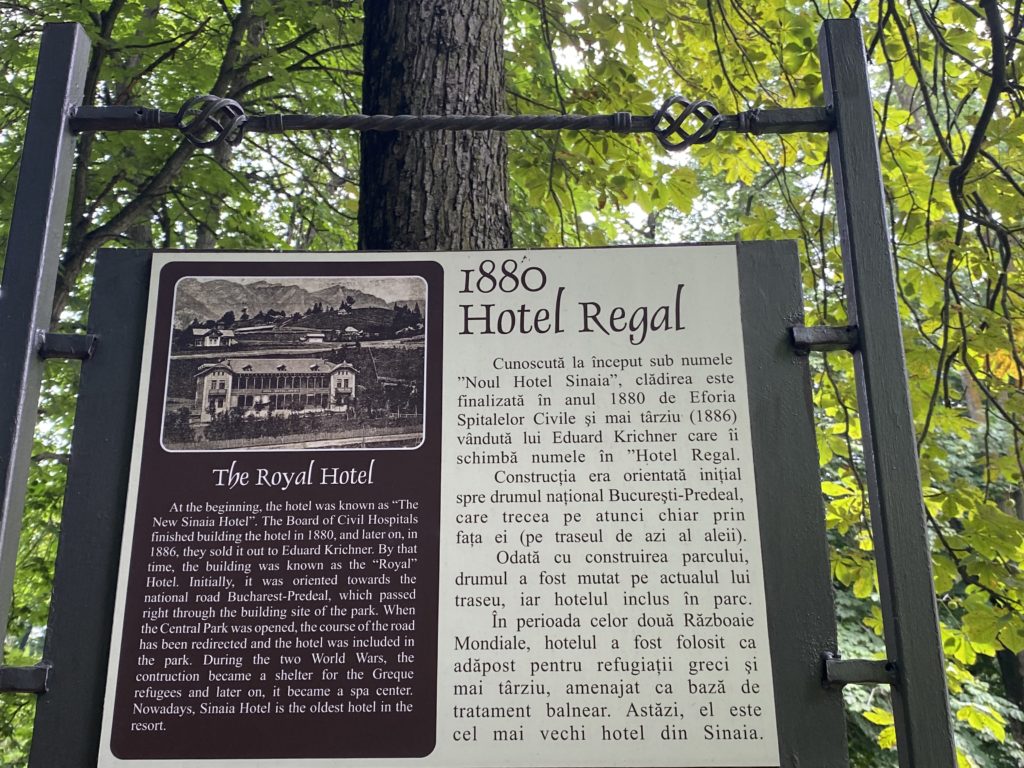 The Royal Hotel
At the beginning, the hotel was known as “The
New Sinaia Hotel”. The Board of Civil Hospitals
finished building the hotel in 1880, and later on, in
1886, they sold it out to Eduard Krichner. By that
time, the building was known as the “Royal”
Hotel. Initially, it was oriented towards the
national road Bucharest-Predeal, which passed
right through the building site of the park. When
the Central Park was opened, the course of the road
has been redirected and the hotel was included in
the park. During the two World Wars, the
contruction became a shelter for the Greque
refugees and later on, it became a spa center.
Nowadays, Sinaia Hotel is the oldest hotel in the
resort.
1880
Hotel Regal
Cunoscută la început sub numele
”Noul Hotel Sinaia”, clădirea este
finalizată în anul 1880 de Eforia
Spitalelor Civile şi mai târziu (1886)
vândută lui Eduard Krichner care îi
schimbă numele în ”Hotel Regal.
Construcţia era orientată iniţial
spre drumul naţional Bucureşti-Predeal,
care trecea pe atunci chiar prin
faţa ei (pe traseul de azi al aleii).
Odată cu construirea parcului,
drumul a fost mutat pe actualul lui
traseu, iar hotelul inclus în parc.
În perioada celor două Războaie
Mondiale, hotelul a fost folosit ca
adăpost pentru refugiaţii greci şi
mai târziu, amenajat ca bază de
tratament balnear. Astăzi, el este
cel mai vechi hotel din Sinaia.